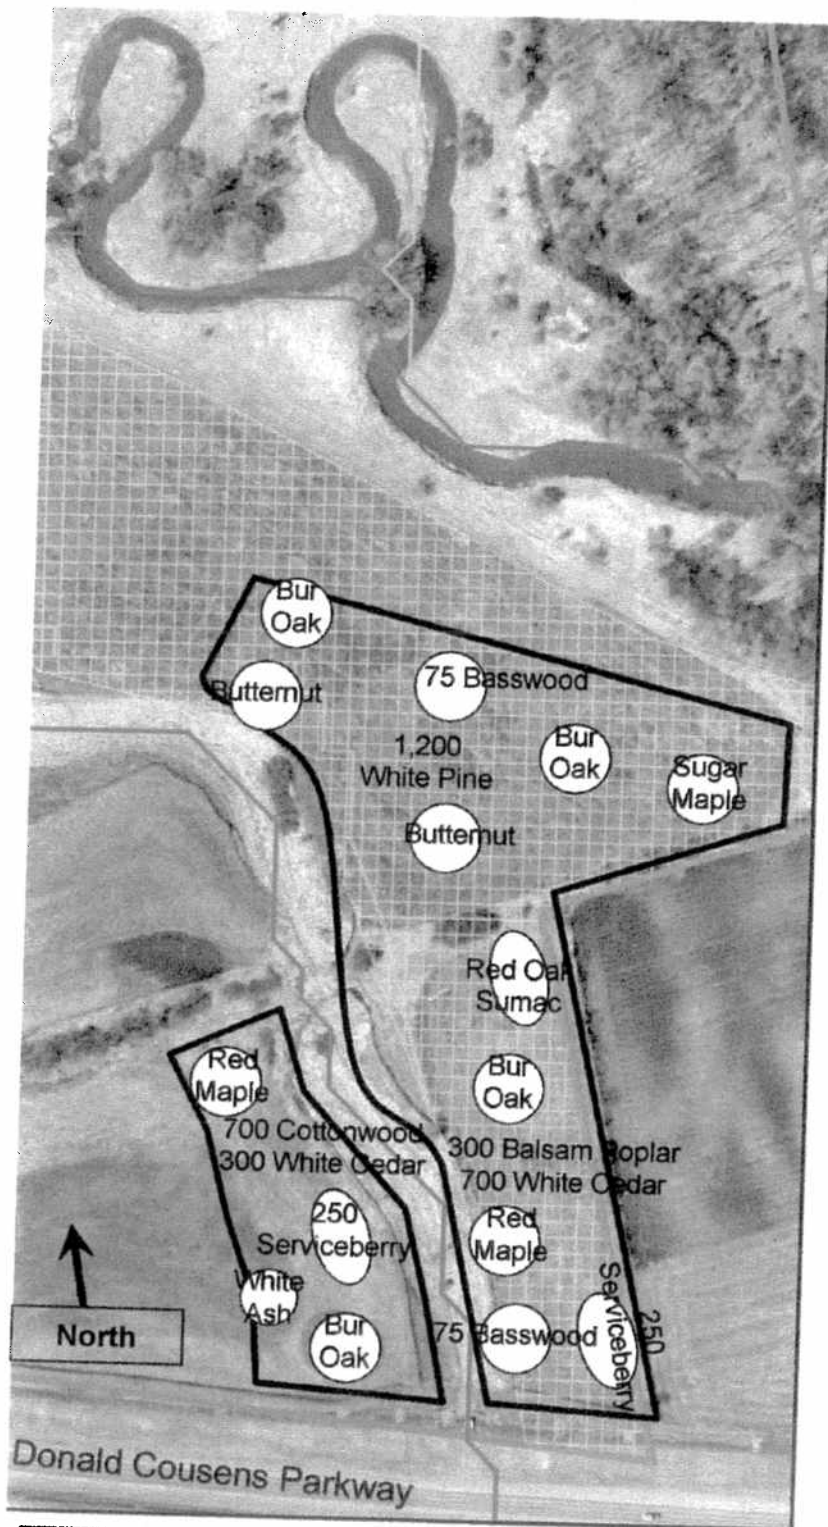 Bur
Oak
Butternut
75 Basswood
1,200
White Pine
Bur
Oak
Sugar
Maple
Butternut
Red Oak
Sumac
Bur
Oak
Red
Maple
700 Cottonwood
300 White Cedar
300 Balsam Poplar
700 White Cedar
250
Serviceberry
Red
Maple
White
Ash
Bur
Oak
75 Basswood
250
Serviceberry
North
Donald Cousens Parkway